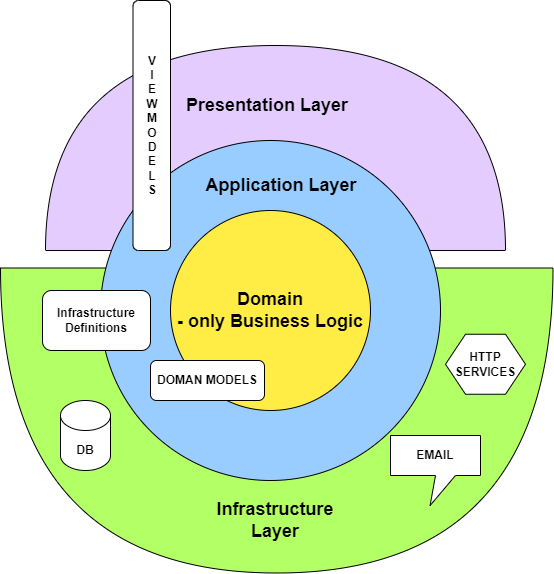 VIEWMODELS
Presentation Layer
Application Layer
Domain
- only Business Logic
Infrastructure
Definitions
DOMAN MODELS
HTTP
SERVICES
DB
EMAIL
Infrastructure
Layer